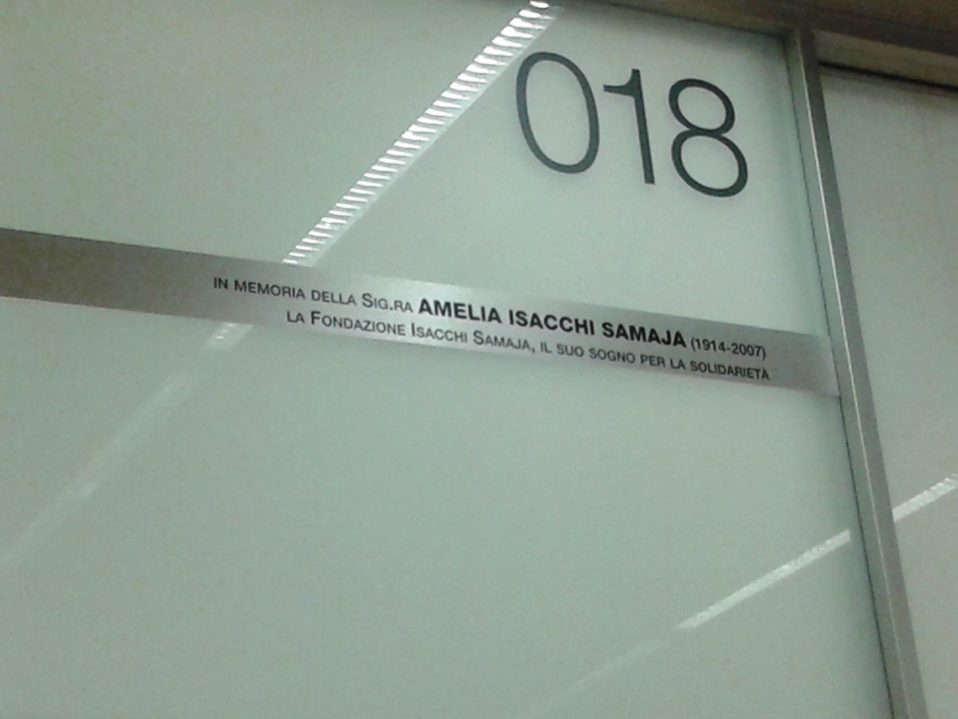 018
IN MEMORIA DELLA SIG.RA AMELIA ISACCHI SAMAJA (1914-2007)
LA FONDAZIONE ISACCHI SAMAJA, IL SUO SOGNO PER LA SOLIDARIETÀ